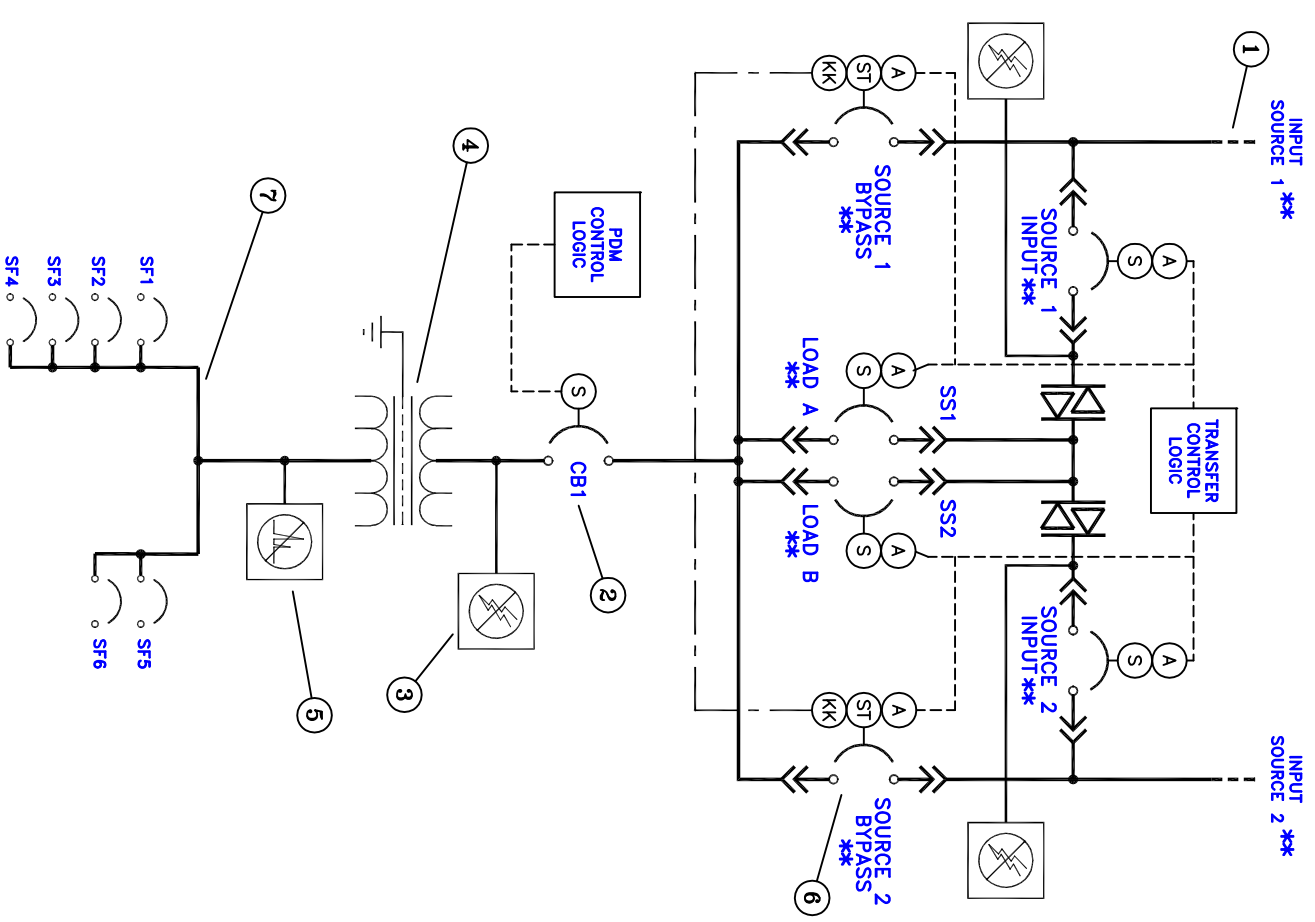 INPUT
SOURCE 1 **
INPUT
SOURCE 2 **
1
TRANSFER
CONTROL
LOGIC
A
S
A
S
SOURCE 1
INPUT**
SOURCE 2
INPUT**
SS1
SS2
A
ST
KK
SOURCE 1
BYPASS
**
A
S
LOAD A
**
A
S
LOAD B
**
A
ST
KK
SOURCE 2
BYPASS
**
6
PDM
CONTROL
LOGIC
S
CB1
2
3
4
5
7
SF1
SF2
SF3
SF4
SF5
SF6